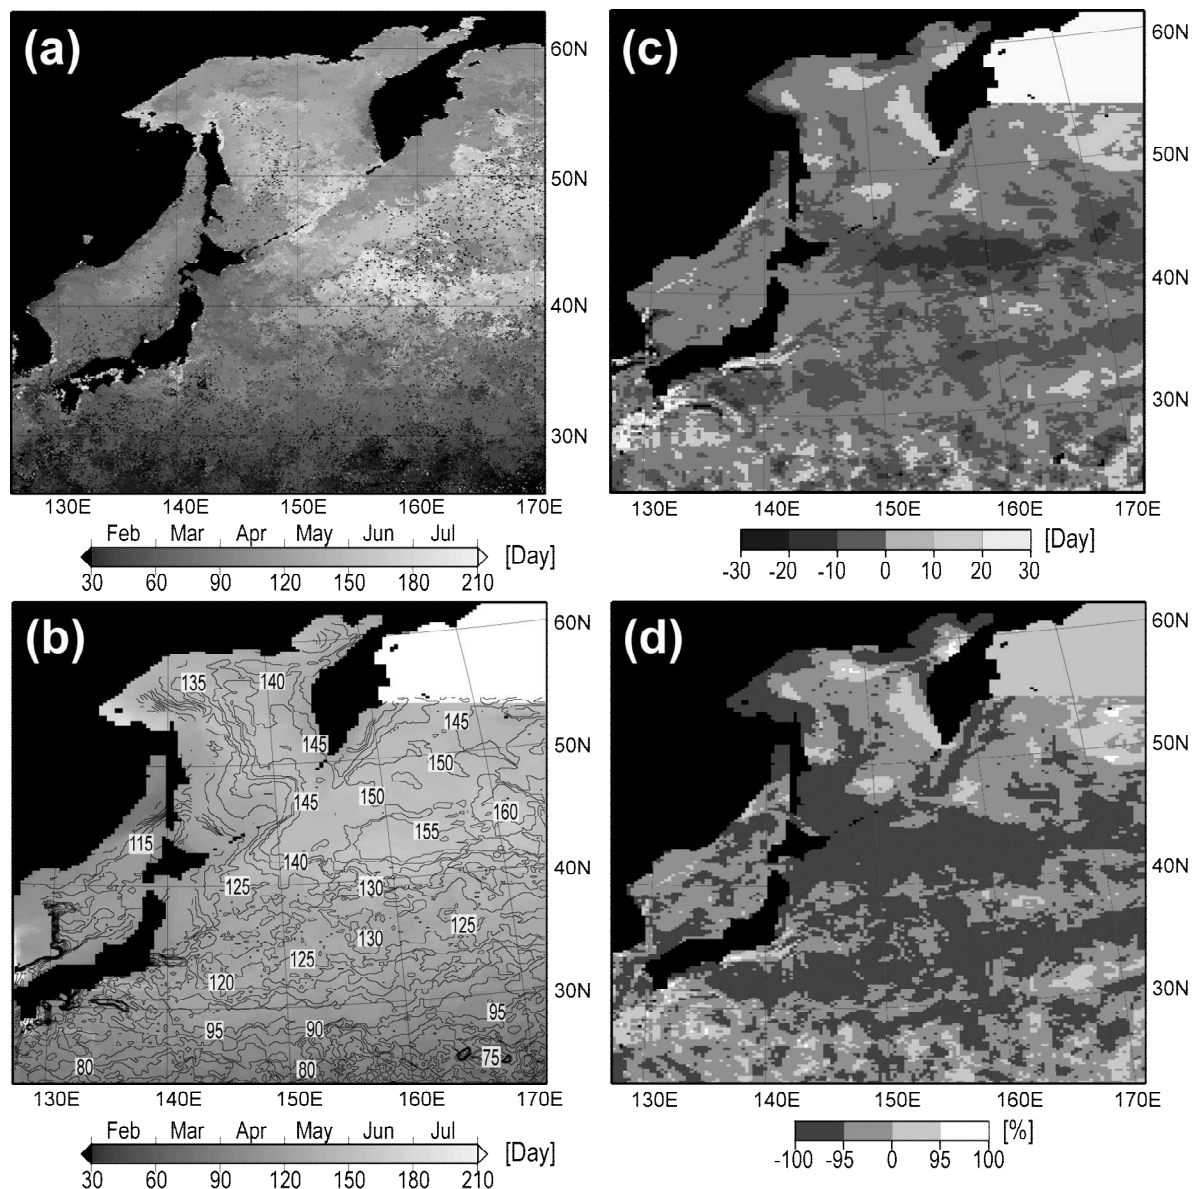 (a)
60N
50N
40N
30N
130E 140E 150E 160E 170E
Feb Mar Apr May Jun Jul
[Day]
30 60 90 120 150 180 210
(c)
60N
50N
40N
30N
130E 140E 150E 160E 170E
[Day]
-30 -20 -10 0 10 20 30
(b)
60N
135 140
145 145
50N
150
145 150
160
155
115
140
40N
125 130
125
130
125
120
30N
95
95 90
75
80 80
130E 140E 150E 160E 170E
Feb Mar Apr May Jun Jul
[Day]
30 60 90 120 150 180 210
(d)
60N
50N
40N
30N
130E 140E 150E 160E 170E
[%]
-100 -95 0 95 100